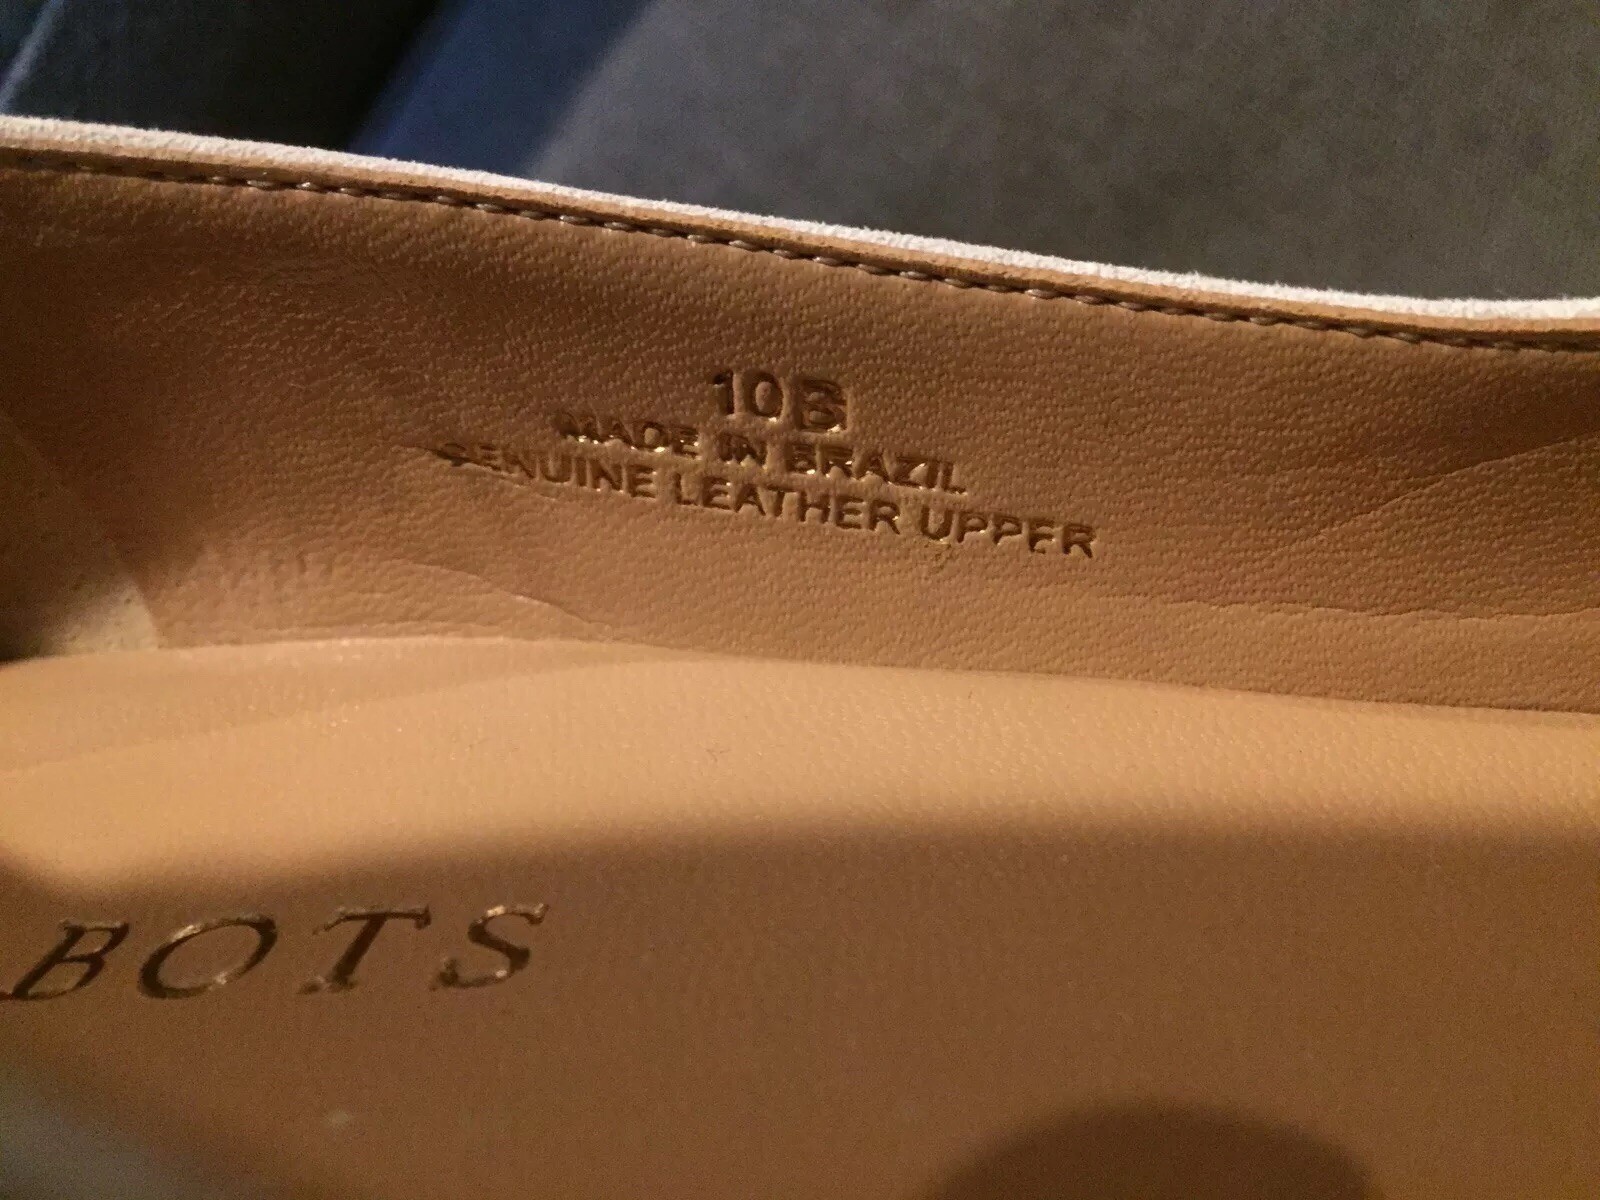 10B
MADE IN BRAZIL
GENUINE LEATHER UPPER
BOTS